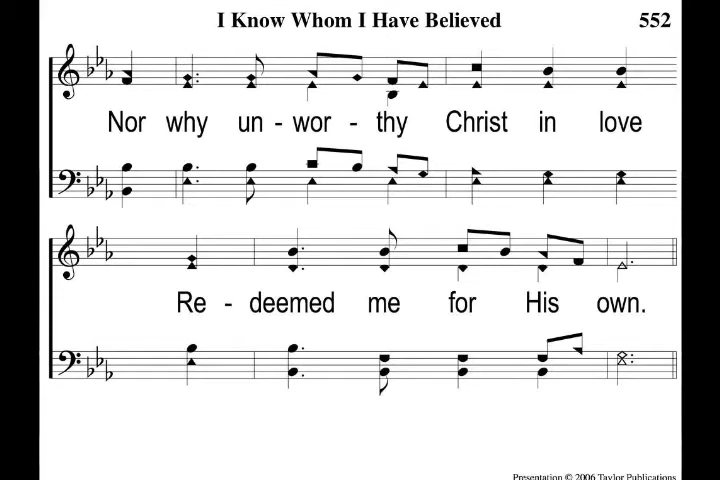 I Know Whom I Have Believed 552
Nor why un - wor - thy Christ in love
Re - deemed me for His own.
Presentation © 2006 Taylor Publications